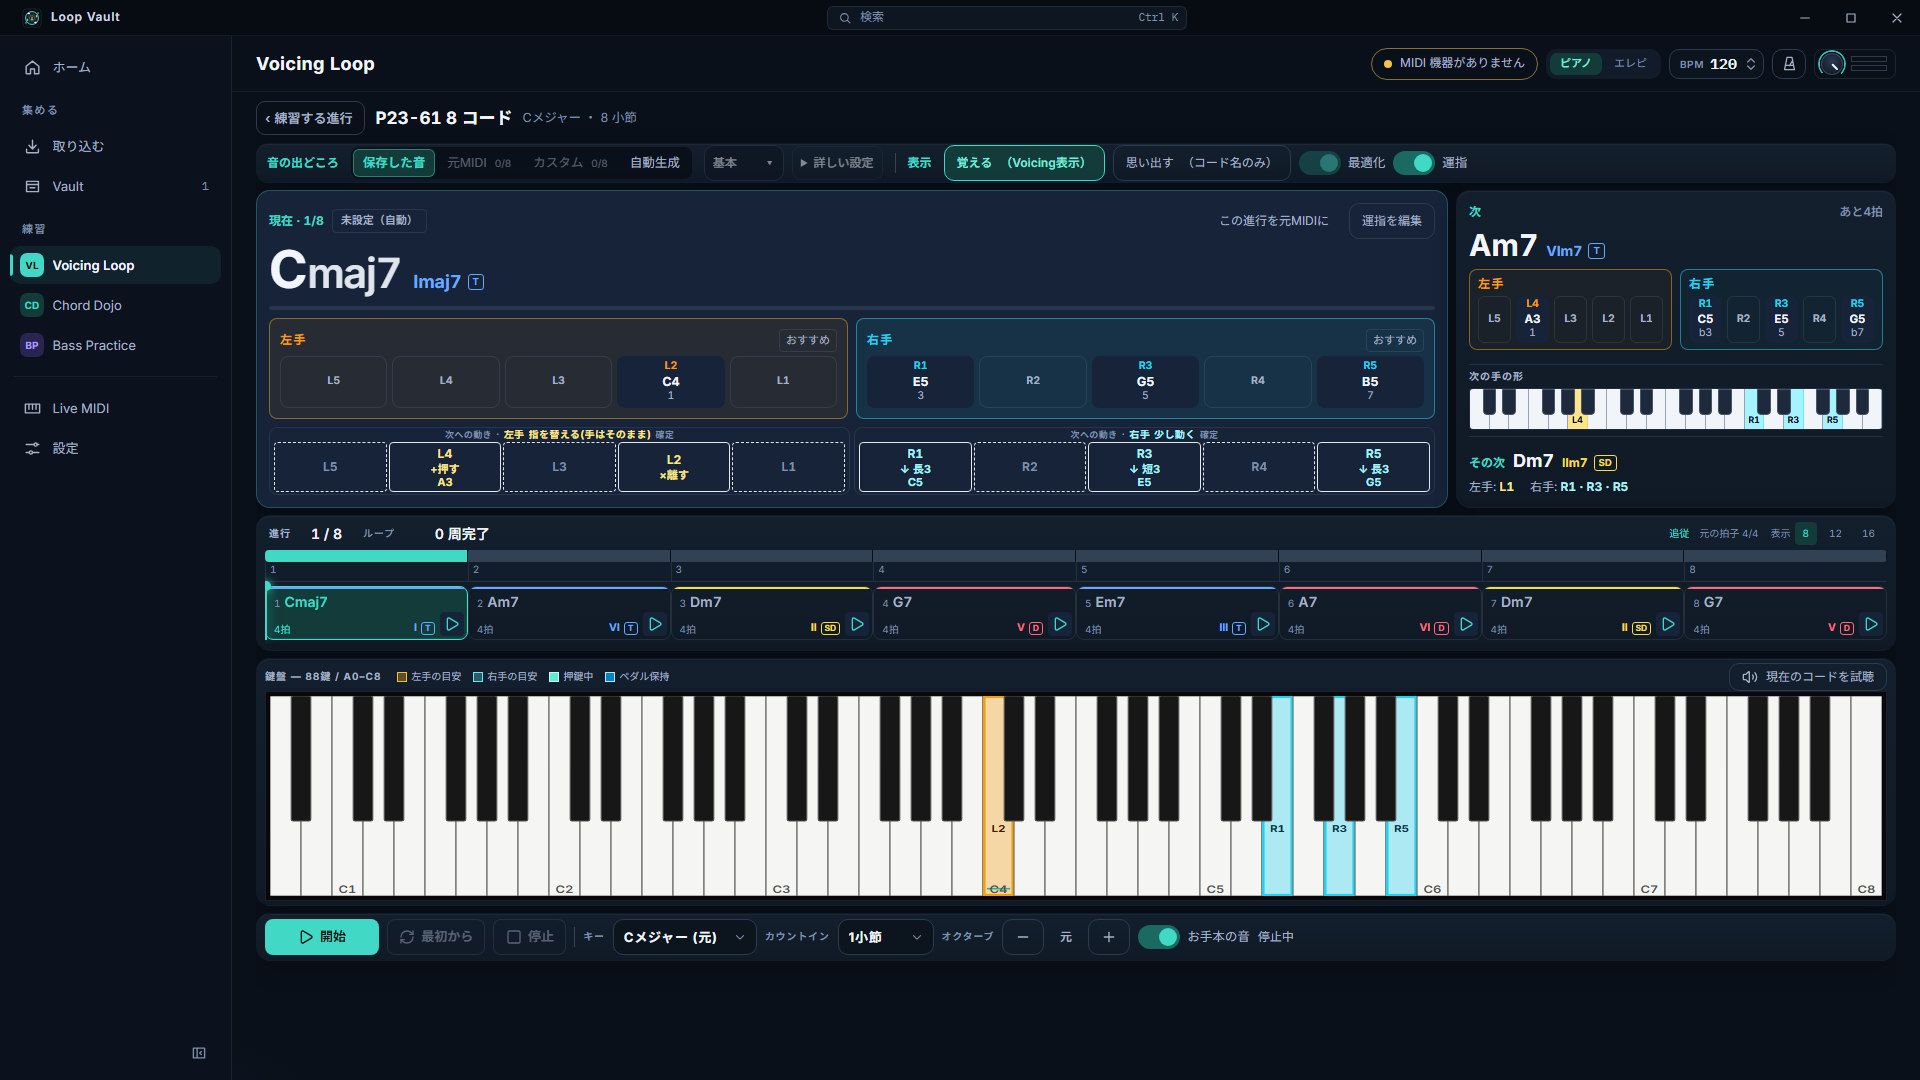 Loop Vault
検索
Ctrl K
ホーム
集める
取り込む
Vault 1
練習
VL Voicing Loop
CD Chord Dojo
BP Bass Practice
Live MIDI
設定
Voicing Loop
MIDI 機器がありません
ピアノ エレピ
BPM 120
‹ 練習する進行 P23-61 8 コード Cメジャー ・ 8 小節
音の出どころ 保存した音 元MIDI 0/8 カスタム 0/8 自動生成 基本 ▼ ▶ 詳しい設定 表示 覚える (Voicing表示) 思い出す (コード名のみ) 最適化 運指
現在 · 1/8 未設定 (自動) この進行を元MIDIに 運指を編集
Cmaj7 Imaj7 T
左手 おすすめ
L5 L4 L3 L2 C4 1 L1
右手 おすすめ
R1 E5 3 R2 R3 G5 5 R4 R5 B5 7
次への動き · 左手 指を替える(手はそのまま) 確定
L5 L4 +押す A3 L3 L2 ×離す L1
次への動き · 右手 少し動く 確定
R1 ↓ 長3 C5 R2 R3 ↓ 短3 E5 R4 R5 ↓ 長3 G5
次 あと4拍
Am7 VIm7 T
左手
L5 L4 A3 1 L3 L2 L1
右手
R1 C5 b3 R2 R3 E5 5 R4 R5 G5 b7
次の手の形
L4 R1 R3 R5
その次 Dm7 IIm7 SD
左手: L1 右手: R1 · R3 · R5
進行 1 / 8 ループ 0 周完了 追従 元の拍子 4/4 表示 8 12 16
1 2 3 4 5 6 7 8
1 Cmaj7 4拍 I T
2 Am7 4拍 VI T
3 Dm7 4拍 II SD
4 G7 4拍 V D
5 Em7 4拍 III T
6 A7 4拍 VI D
7 Dm7 4拍 II SD
8 G7 4拍 V D
鍵盤 — 88鍵 / A0–C8 左手の目安 右手の目安 押鍵中 ペダル保持 現在のコードを試聴
L2 R1 R3 R5
C1 C2 C3 C4 C5 C6 C7 C8
開始 最初から 停止 キー Cメジャー (元) カウントイン 1小節 オクターブ − 元 + お手本の音 停止中